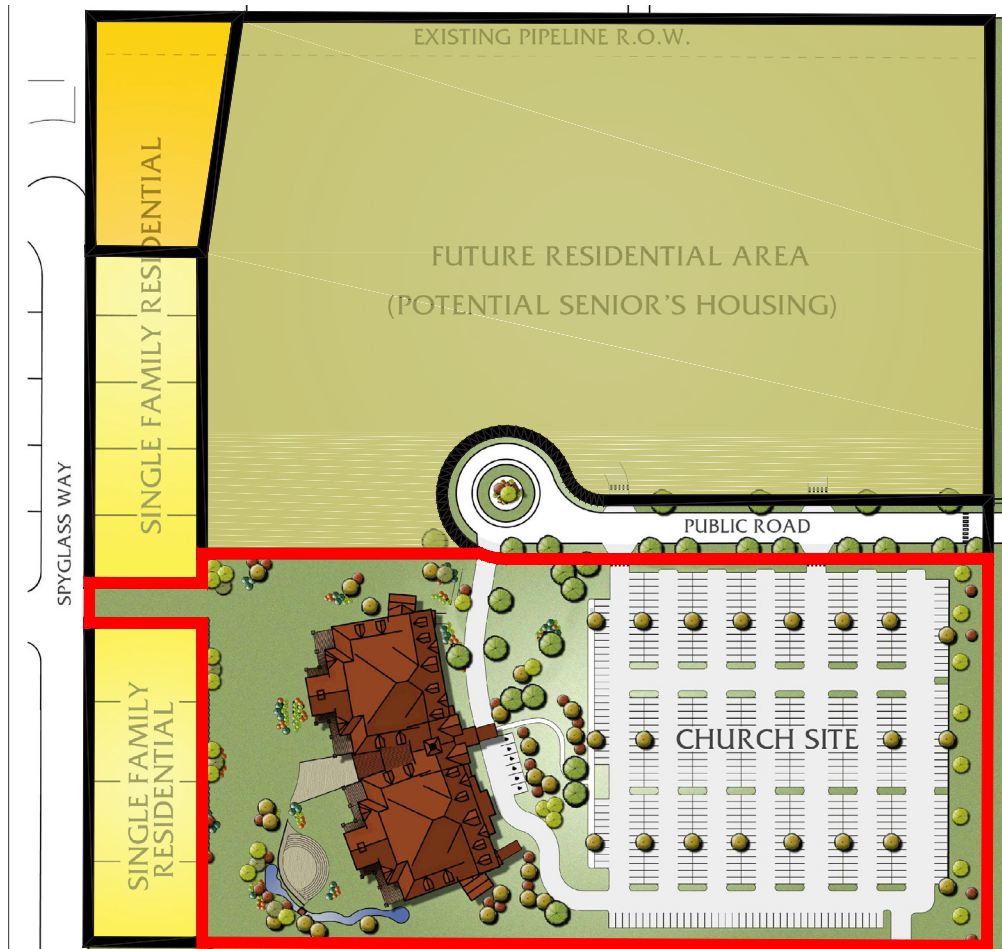 EXISTING PIPELINE R.O.W.
SINGLE FAMILY RESIDENTIAL
FUTURE RESIDENTIAL AREA
(POTENTIAL SENIOR'S HOUSING)
SPYGLASS WAY
PUBLIC ROAD
SINGLE FAMILY
RESIDENTIAL
CHURCH SITE